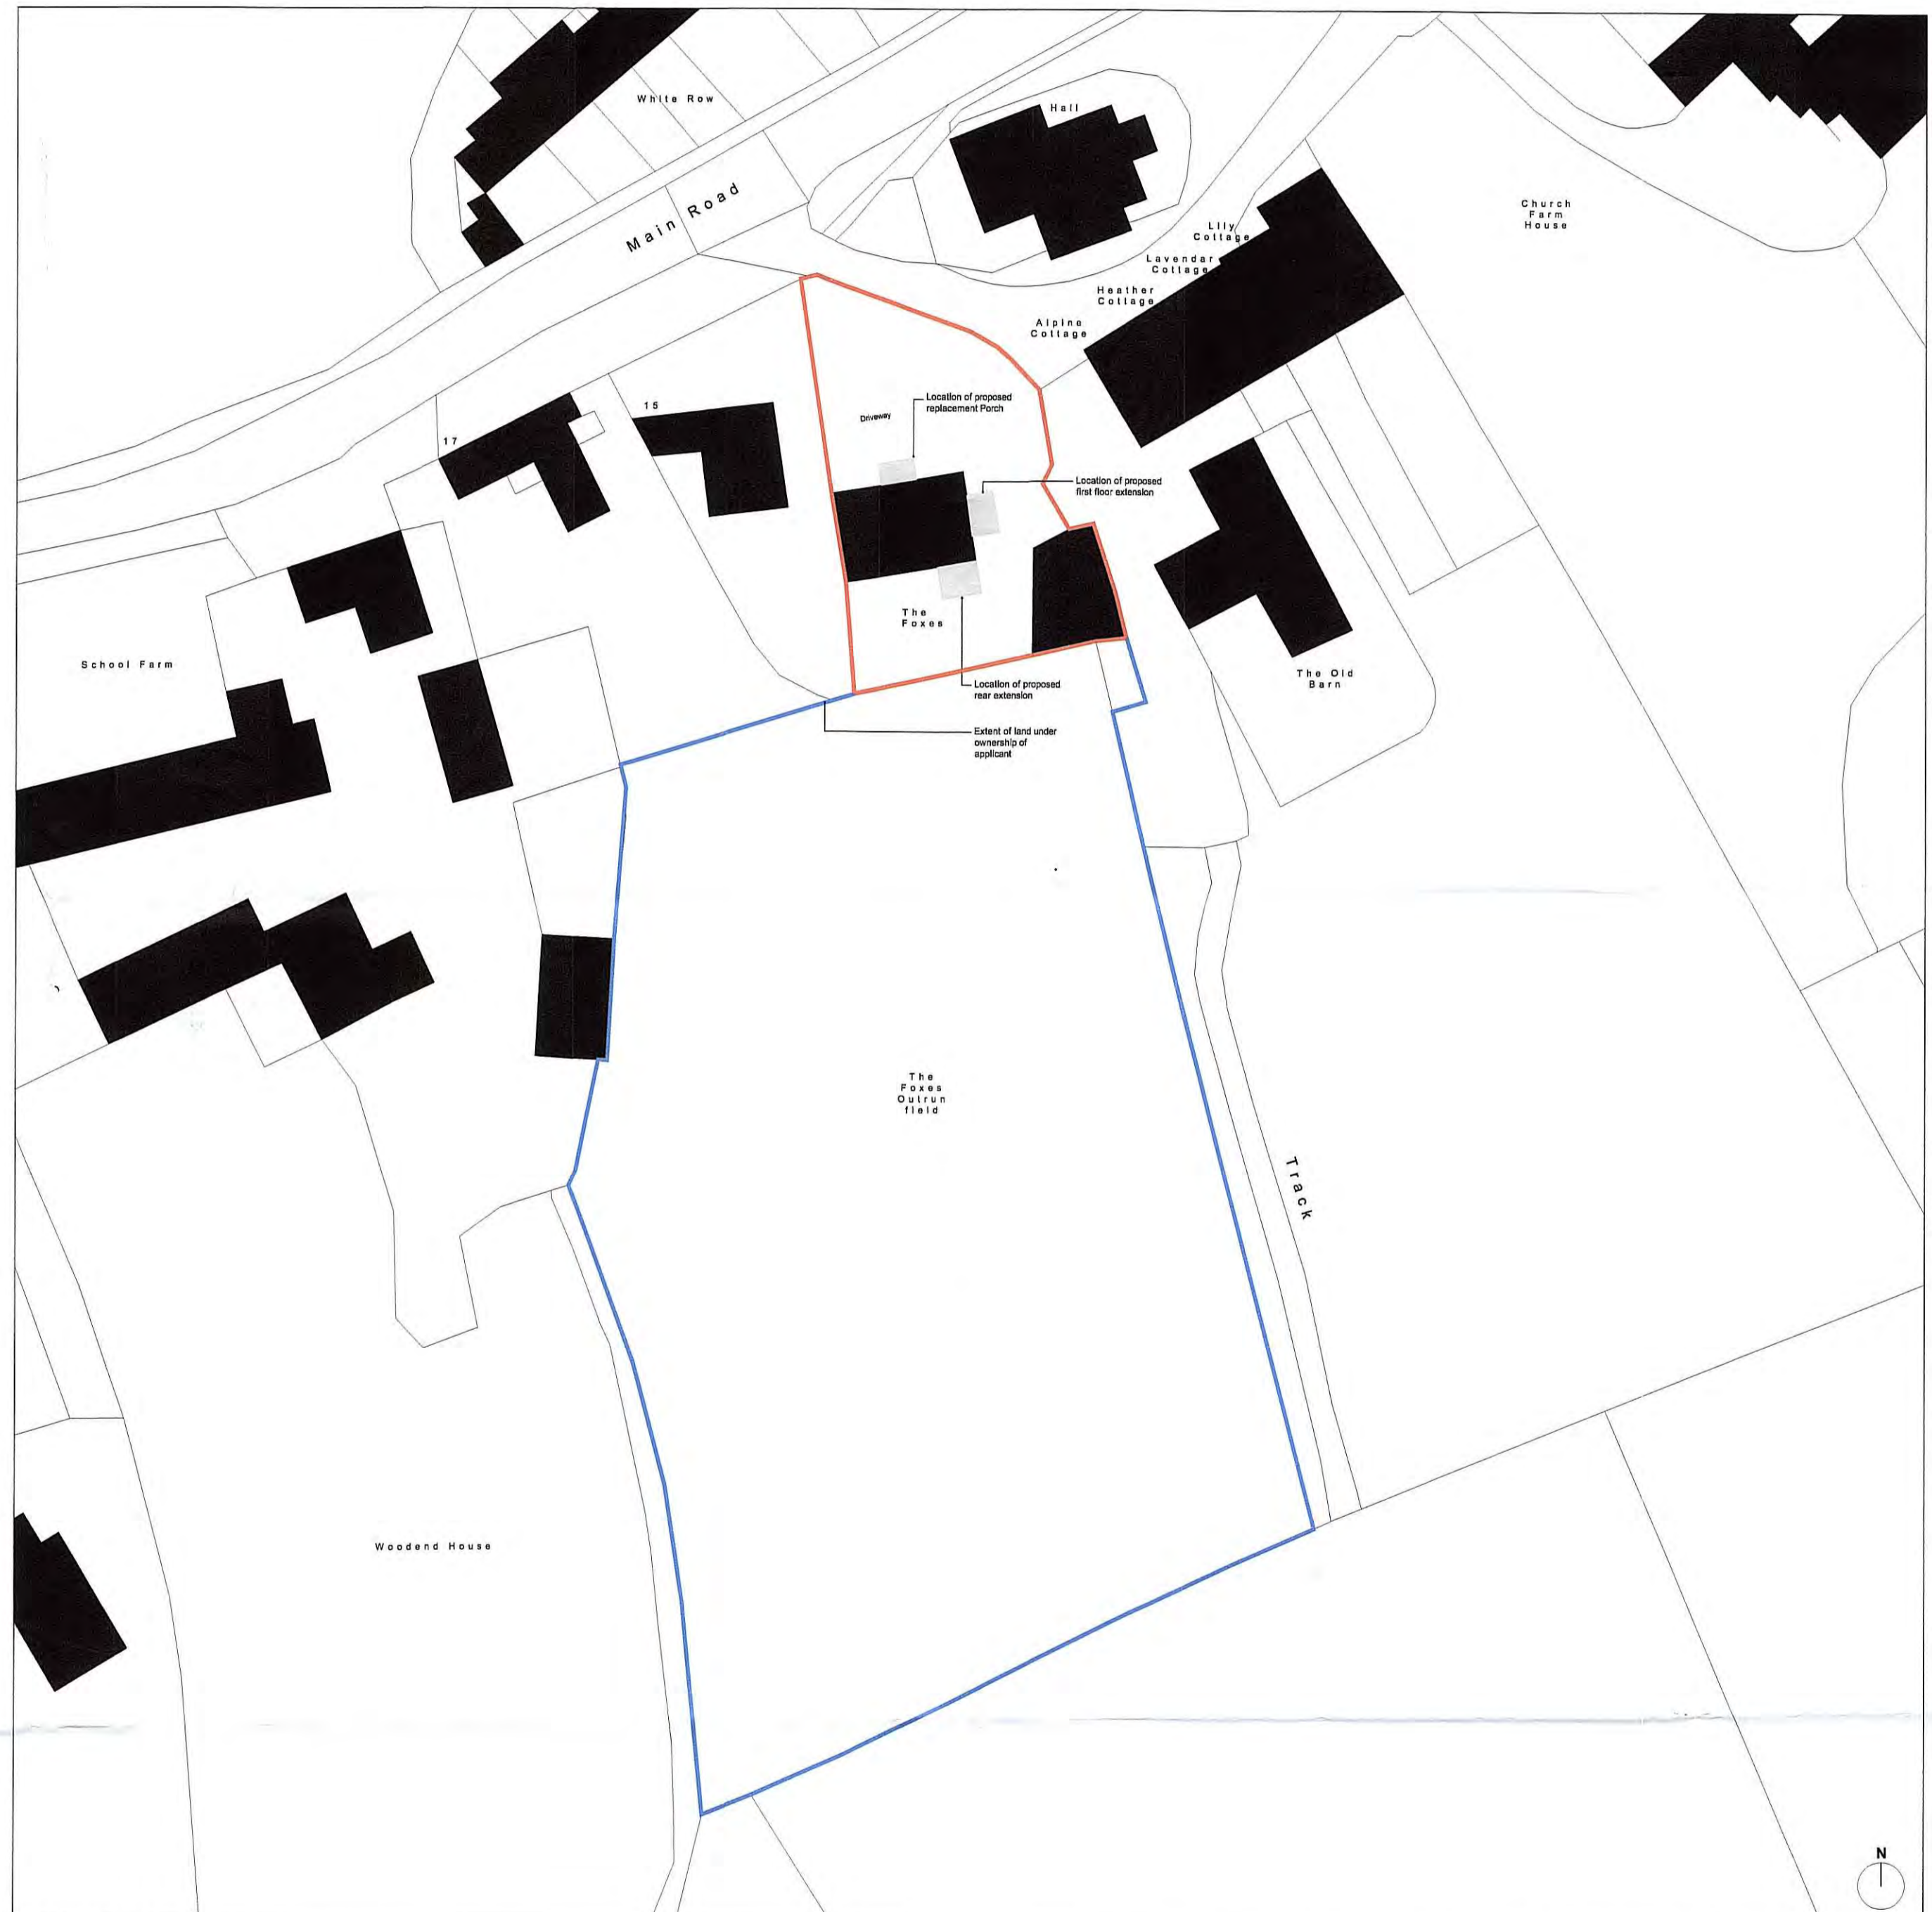 White Row
Hall
Main Road
Church
Farm
House
Lily
Cottage
Lavendar
Cottage
Heather
Cottage
Alpine
Cottage
Location of proposed
replacement Porch
15
Driveway
17
Location of proposed
first floor extension
The
Foxes
School Farm
The Old
Barn
Location of proposed
rear extension
Extent of land under
ownership of
applicant
The
Foxes
Outrun
field
Track
Woodend House
N